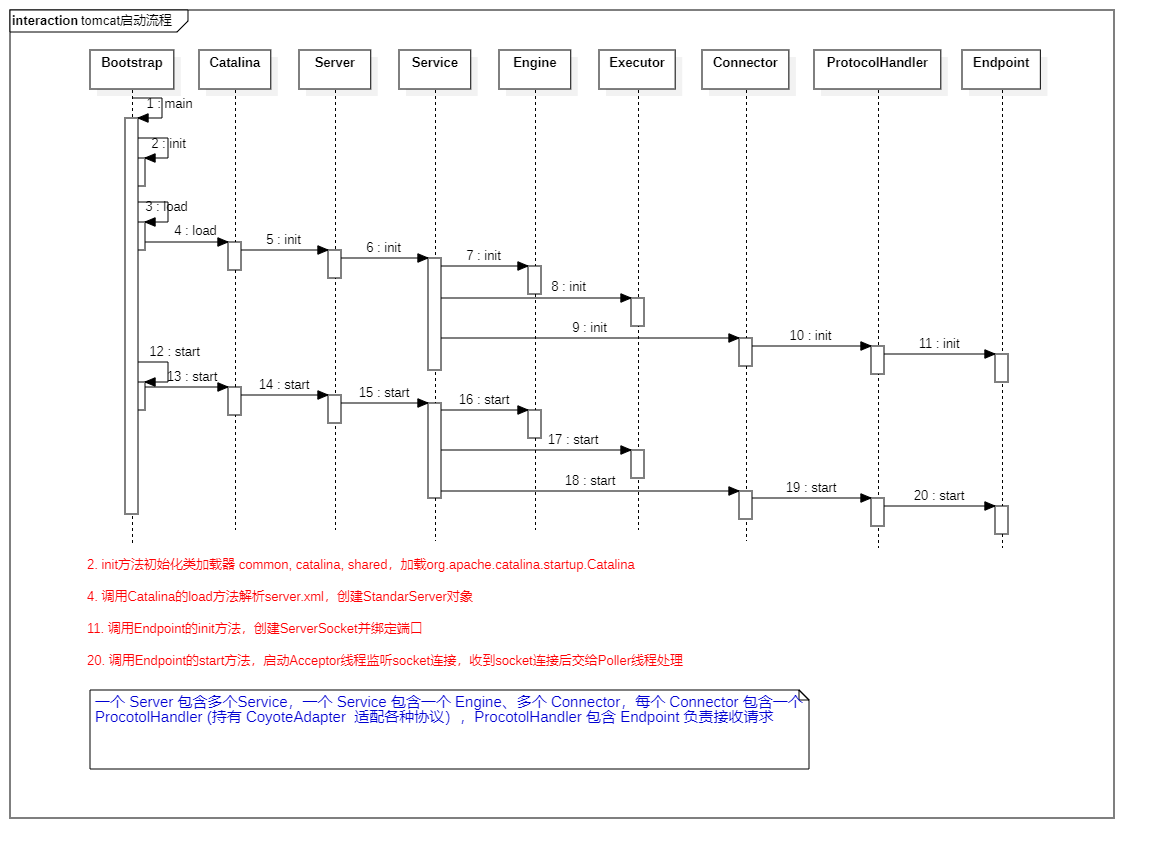 interaction tomcat启动流程
Bootstrap Catalina Server Service Engine Executor Connector ProtocolHandler Endpoint
1 : main
2 : init
3 : load
4 : load
5 : init
6 : init
7 : init
8 : init
9 : init
10 : init
11 : init
12 : start
13 : start
14 : start
15 : start
16 : start
17 : start
18 : start
19 : start
20 : start
2. init方法初始化类加载器 common, catalina, shared，加载org.apache.catalina.startup.Catalina
4. 调用Catalina的load方法解析server.xml，创建StandarServer对象
11. 调用Endpoint的init方法，创建ServerSocket并绑定端口
20. 调用Endpoint的start方法，启动Acceptor线程监听socket连接，收到socket连接后交给Poller线程处理
一个 Server 包含多个Service，一个 Service 包含一个 Engine、多个 Connector，每个 Connector 包含一个
ProcotolHandler (持有 CoyoteAdapter 适配各种协议），ProcotolHandler 包含 Endpoint 负责接收请求